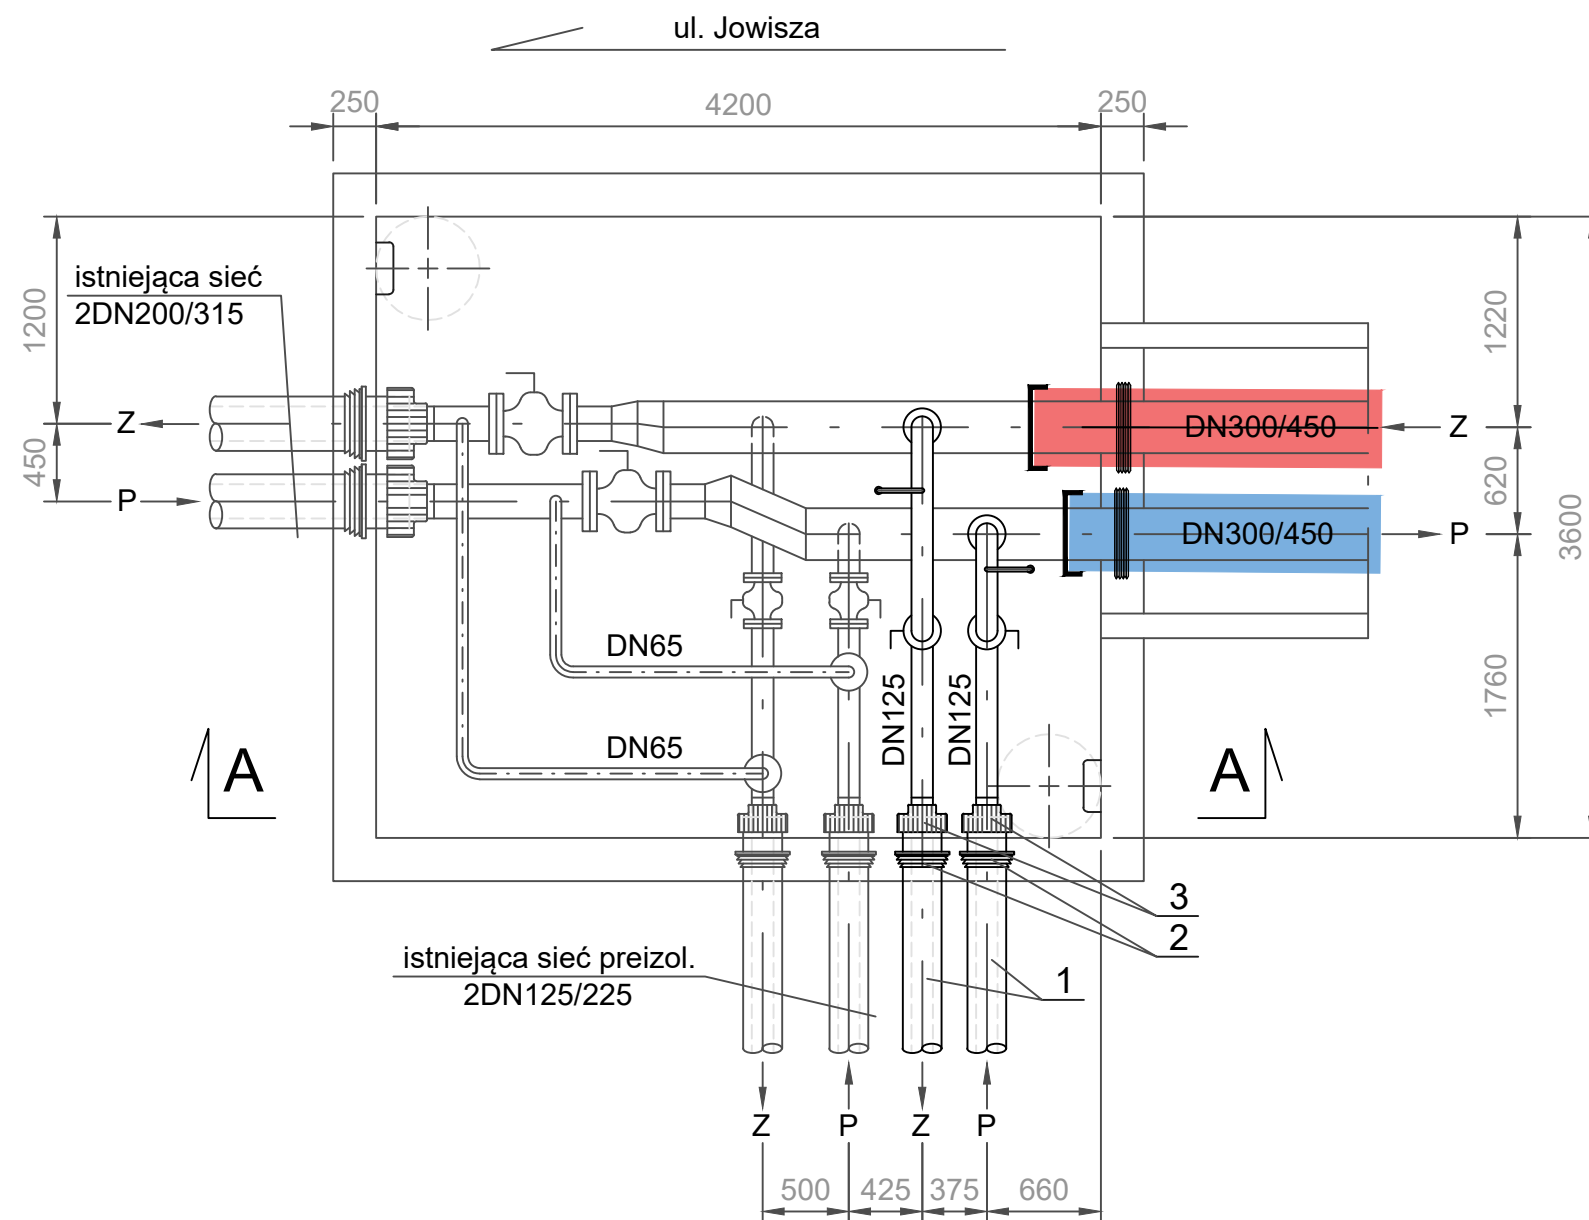 ul. Jowisza
250
4200
250
istniejąca sieć
2DN200/315
1200
450
1220
620
3600
1760
Z
P
DN300/450
Z
DN300/450
P
DN65
DN65
DN125
DN125
A
A
3
2
1
istniejąca sieć preizol.
2DN125/225
Z
P
Z
P
500
425
375
660